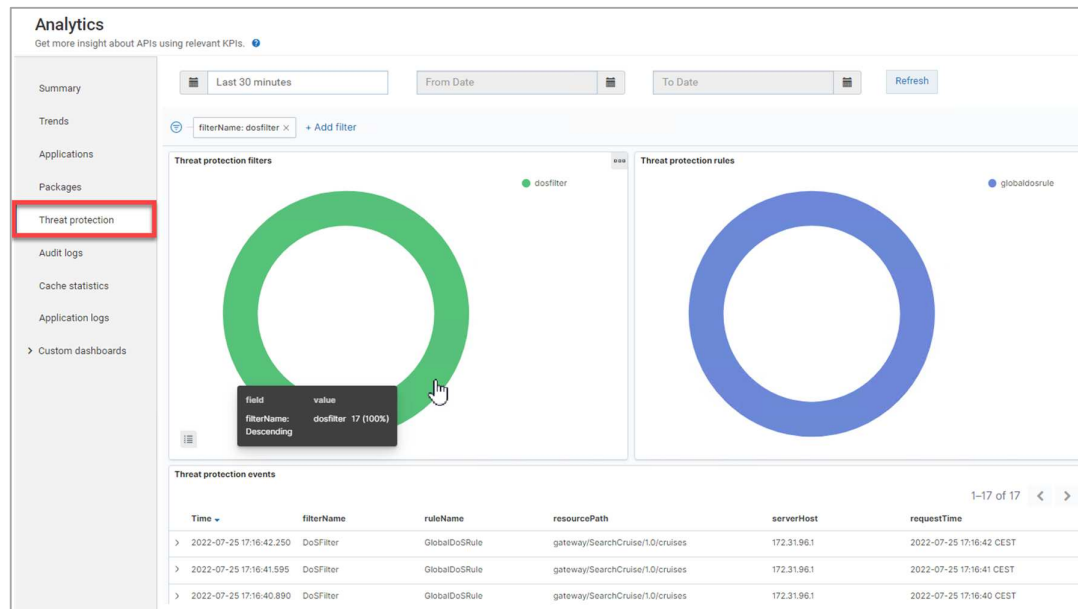 Analytics
Get more insight about APIs using relevant KPIs. ?
Summary
Trends
Applications
Packages
Threat protection
Audit logs
Cache statistics
Application logs
Custom dashboards
Last 30 minutes
From Date
To Date
Refresh
filterName: dosfilter ×
+ Add filter
Threat protection filters
dosfilter
field value
filterName: Descending dosfilter 17 (100%)
Threat protection rules
globaldosrule
Threat protection events
1–17 of 17
Time filterName ruleName resourcePath serverHost requestTime
2022-07-25 17:16:42.250 DoSFilter GlobalDoSRule gateway/SearchCruise/1.0/cruises 172.31.96.1 2022-07-25 17:16:42 CEST
2022-07-25 17:16:41.595 DoSFilter GlobalDoSRule gateway/SearchCruise/1.0/cruises 172.31.96.1 2022-07-25 17:16:41 CEST
2022-07-25 17:16:40.890 DoSFilter GlobalDoSRule gateway/SearchCruise/1.0/cruises 172.31.96.1 2022-07-25 17:16:40 CEST